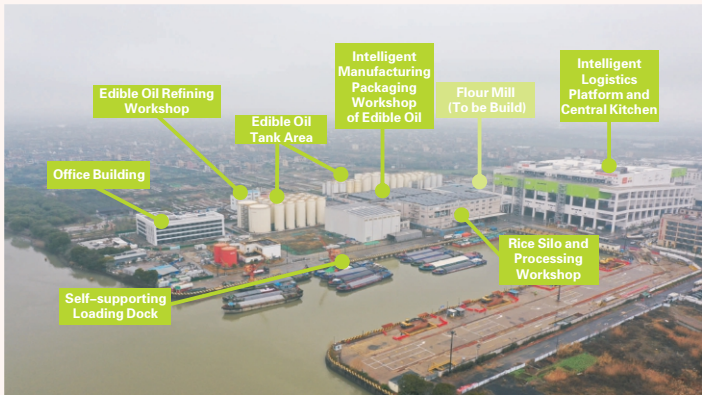 Intelligent
Manufacturing
Packaging
Workshop
of Edible Oil
Intelligent
Logistics
Platform and
Central Kitchen
Flour Mill
(To be Build)
Edible Oil Refining
Workshop
Edible Oil
Tank Area
Office Building
Rice Silo and
Processing
Workshop
Self-supporting
Loading Dock